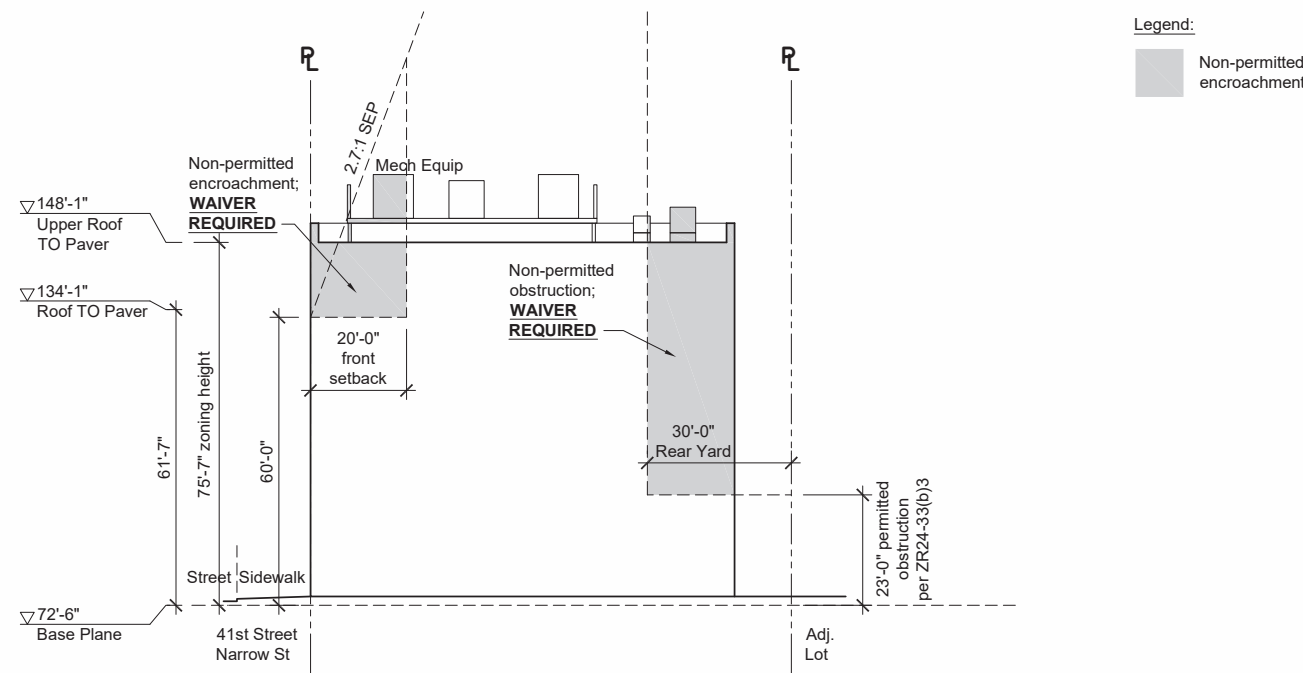 Legend:
Non-permitted
encroachment
PL
PL
2.7:1 SEP
Mech Equip
Non-permitted
encroachment;
WAIVER
REQUIRED
148'-1"
Upper Roof
TO Paver
134'-1"
Roof TO Paver
Non-permitted
obstruction;
WAIVER
REQUIRED
20'-0"
front
setback
61'-7"
75'-7" zoning height
60'-0"
30'-0"
Rear Yard
23'-0" permitted
obstruction
per ZR24-33(b)3
Street
Sidewalk
72'-6"
Base Plane
41st Street
Narrow St
Adj.
Lot